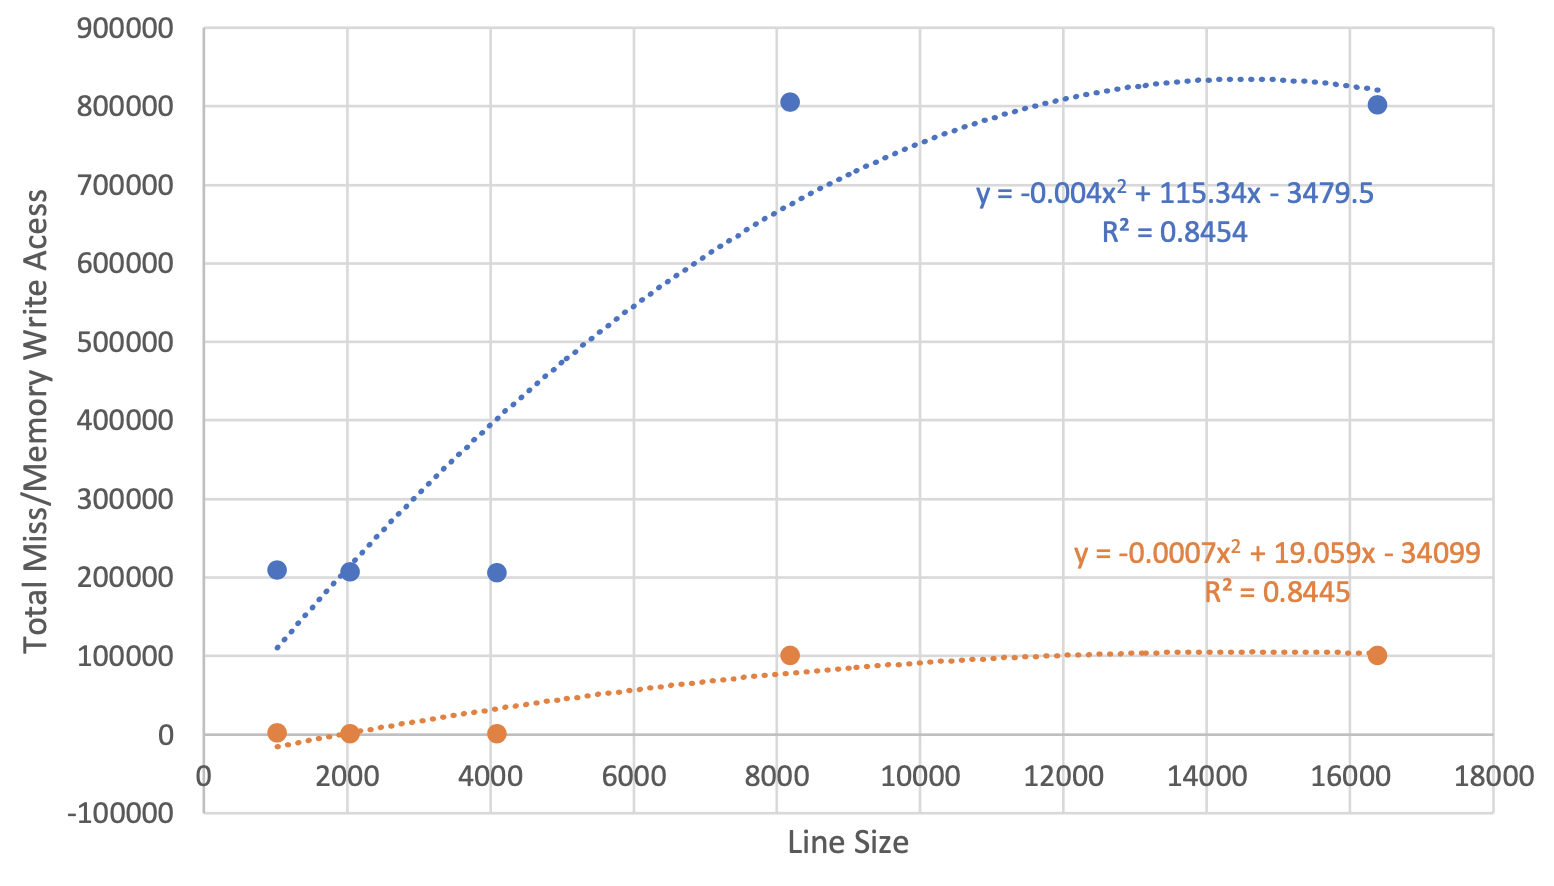 900000
800000
700000
600000
500000
400000
300000
200000
100000
0
-100000
Total Miss/Memory Write Acess
y = -0.004x² + 115.34x - 3479.5
R² = 0.8454
y = -0.0007x² + 19.059x - 34099
R² = 0.8445
0 2000 4000 6000 8000 10000 12000 14000 16000 18000
Line Size